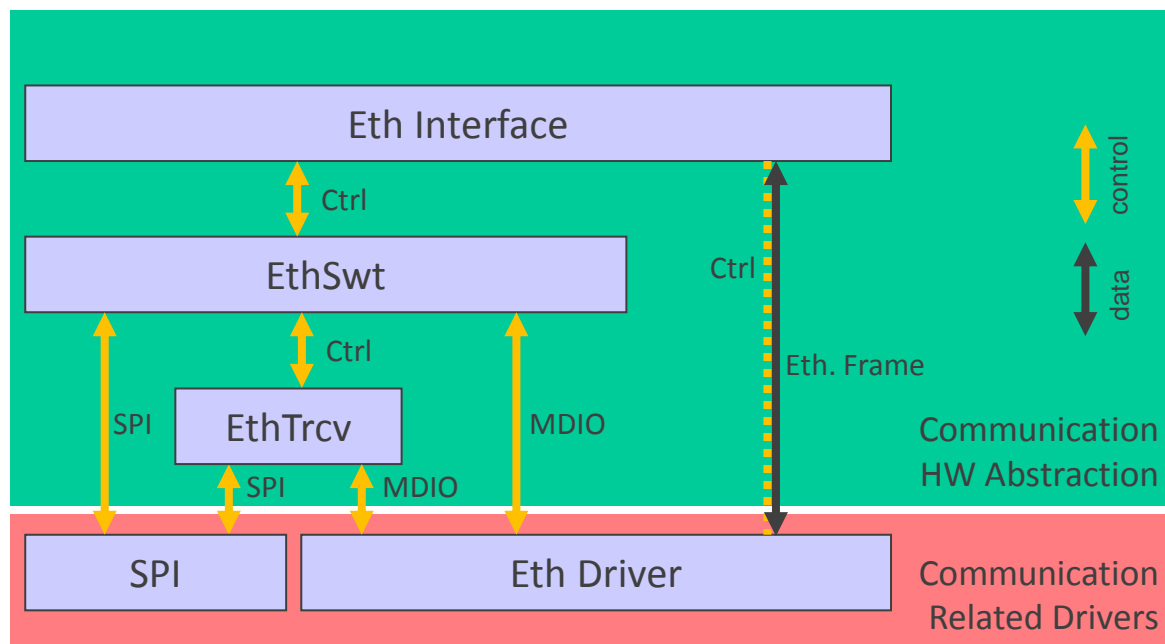 Eth Interface
Ctrl
control
EthSwt
Ctrl
data
Ctrl
Eth. Frame
EthTrcv
SPI
MDIO
SPI
MDIO
Communication
HW Abstraction
SPI
Eth Driver
Communication
Related Drivers